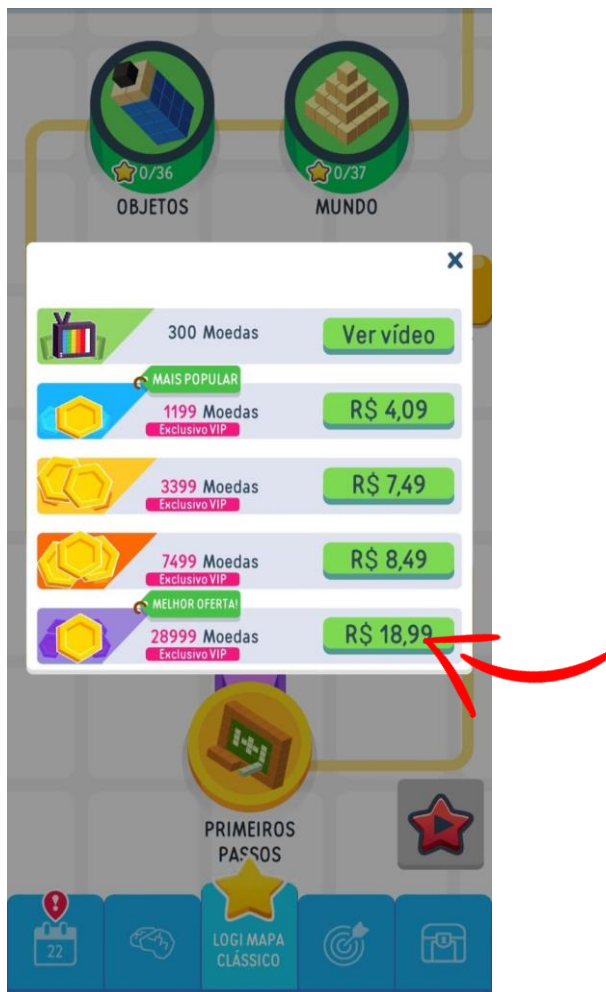 0/36
0/37
OBJETOS
MUNDO
x
300 Moedas
Ver vídeo
MAIS POPULAR
1199 Moedas
R$ 4,09
Exclusivo VIP
3399 Moedas
R$ 7,49
Exclusivo VIP
7499 Moedas
R$ 8,49
Exclusivo VIP
MELHOR OFERTA!
28999 Moedas
R$ 18,99
Exclusivo VIP
1+1
PRIMEIROS
PASSOS
!
22
LOGI MAPA
CLÁSSICO